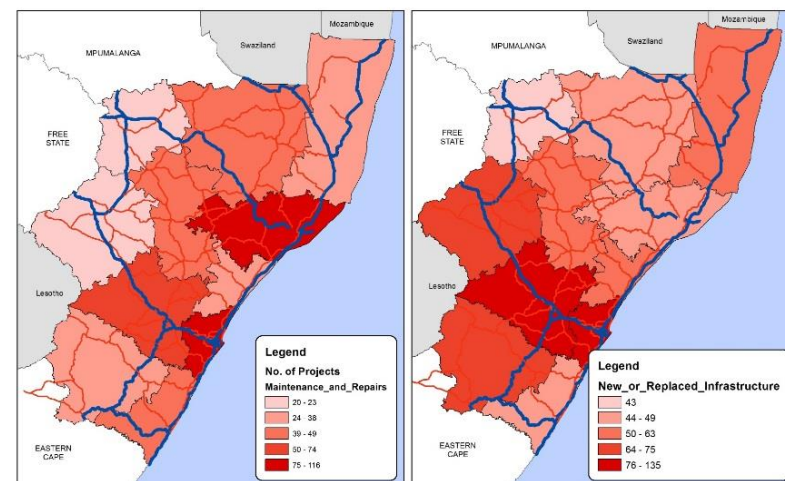 Mozambique
Swaziland
MPUMALANGA
FREE
STATE
Lesotho
EASTERN
CAPE
Legend
No. of Projects
Maintenance_and_Repairs
20 - 23
24 - 38
39 - 49
50 - 74
75 - 116
Mozambique
Swaziland
MPUMALANGA
FREE
STATE
Lesotho
EASTERN
CAPE
Legend
New_or_Replaced_Infrastructure
43
44 - 49
50 - 63
64 - 75
76 - 135